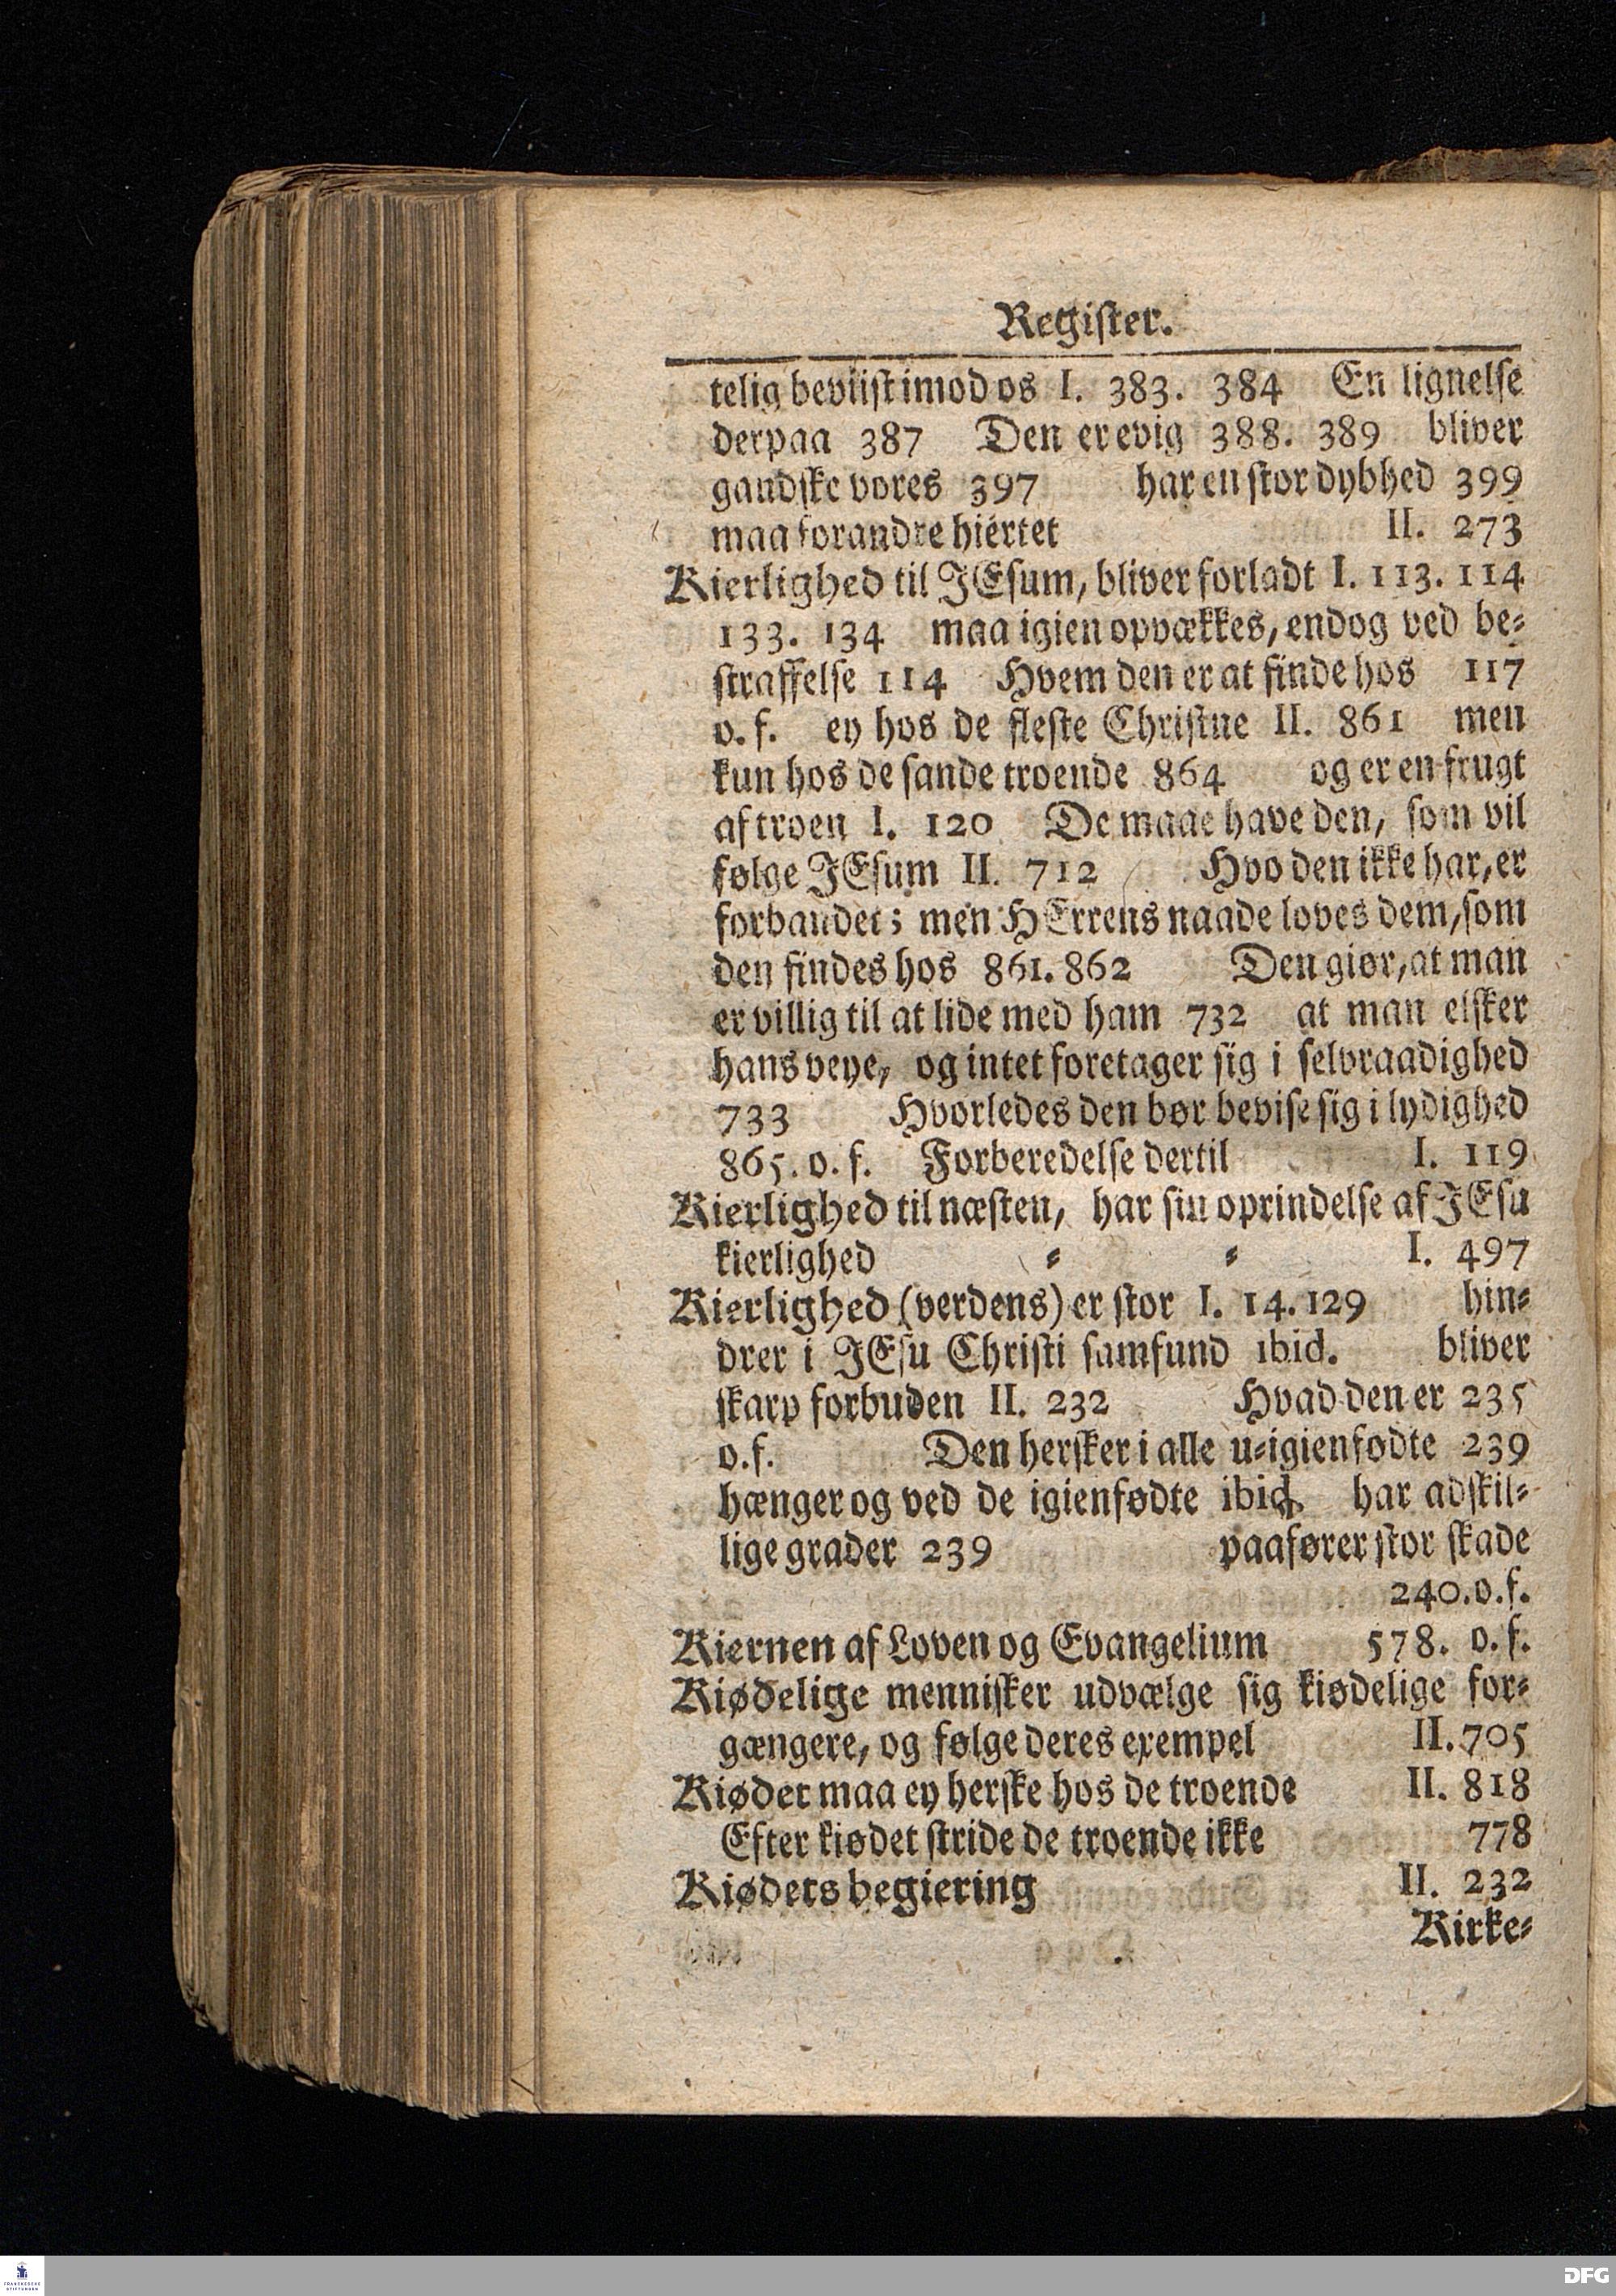 Register.
telig beviist imod os I. 383. 384 En lignelse
derpaa 387 Den er evig 388. 389 bliver
gandske vores 397 har en stor dybhed 399
maa forandre hiertet II. 273
Kierlighed til JEsum, bliver forladt I. 113. 114
133. 134 maa igien opvækkes, endog ved be-
straffelse 114 Hvem den er at finde hos 117
o. f. ey hos de fleste Christne II. 861 men
kun hos de sande troende 864 og er en frugt
af troen I. 120 De maae have den, som vil
følge JEsum II. 712 Hvo den ikke har, er
forbandet; men HErrens naade loves dem, som
den findes hos 861. 862 Den giør, at man
er villig til at lide med ham 732 at man elsker
hans veye, og intet foretager sig i selvraadighed
733 Hvorledes den bør bevise sig i lydighed
865. o. f. Forberedelse dertil I. 119
Kierlighed til næsten, har sin oprindelse af JEsu
kierlighed - - I. 497
Kierlighed (verdens) er stor I. 14. 129 hin-
drer i JEsu Christi samfund ibid. bliver
skarp forbuden II. 232 Hvad den er 235
o. f. Den hersker i alle u-igienfødte 239
hænger og ved de igienfødte ibid. har adskil-
lige grader 239 paafører stor skade
240. o. f.
Kiernen af Loven og Evangelium 578. o. f.
Kiødelige mennisker udvælge sig kiødelige for-
gængere, og følge deres exempel II. 705
Kiødet maa ey herske hos de troende II. 818
Efter kiødet stride de troende ikke 778
Kiødets begiering II. 232
Kirke-
FRANCKESCHE
STIFTUNGEN
DFG